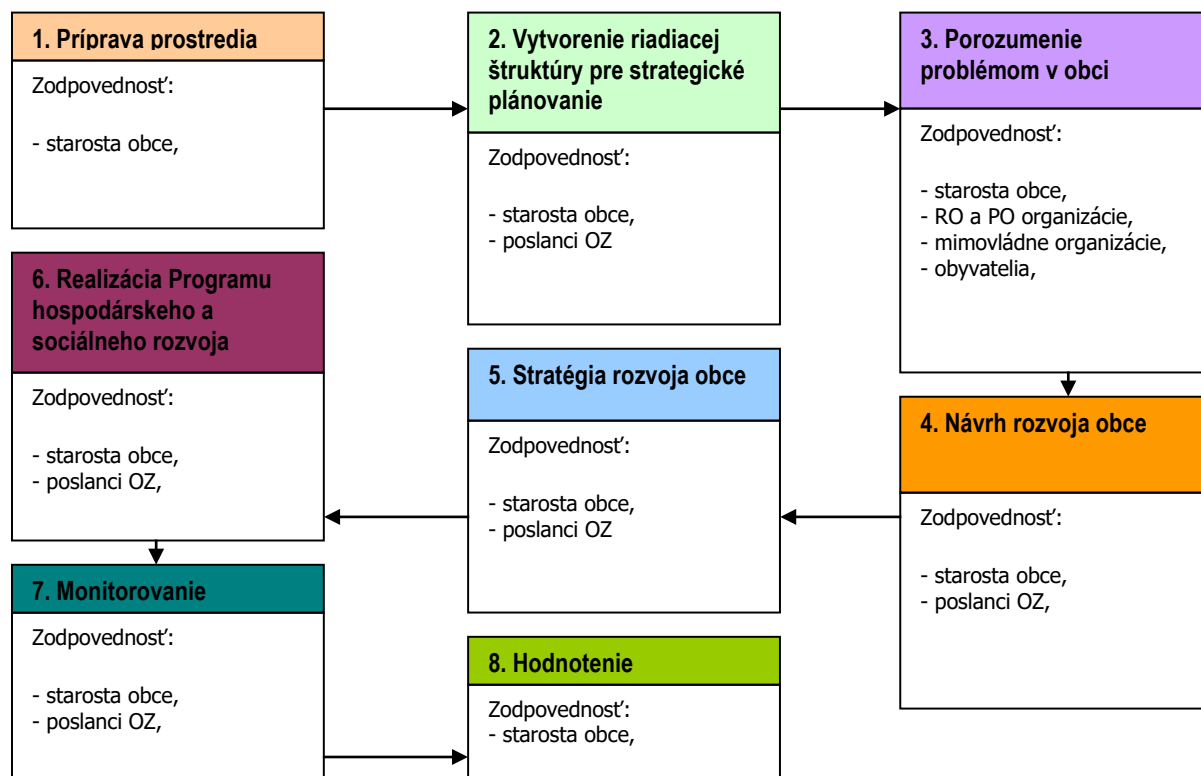 1. Príprava prostredia
Zodpovednosť:
- starosta obce,
2. Vytvorenie riadiacej
štruktúry pre strategické
plánovanie
Zodpovednosť:
- starosta obce,
- poslanci OZ
3. Porozumenie
problémom v obci
Zodpovednosť:
- starosta obce,
- RO a PO organizácie,
- mimovládne organizácie,
- obyvatelia,
4. Návrh rozvoja obce
Zodpovednosť:
- starosta obce,
- poslanci OZ,
5. Stratégia rozvoja obce
Zodpovednosť:
- starosta obce,
- poslanci OZ
6. Realizácia Programu
hospodárskeho a
sociálneho rozvoja
Zodpovednosť:
- starosta obce,
- poslanci OZ,
7. Monitorovanie
Zodpovednosť:
- starosta obce,
- poslanci OZ,
8. Hodnotenie
Zodpovednosť:
- starosta obce,